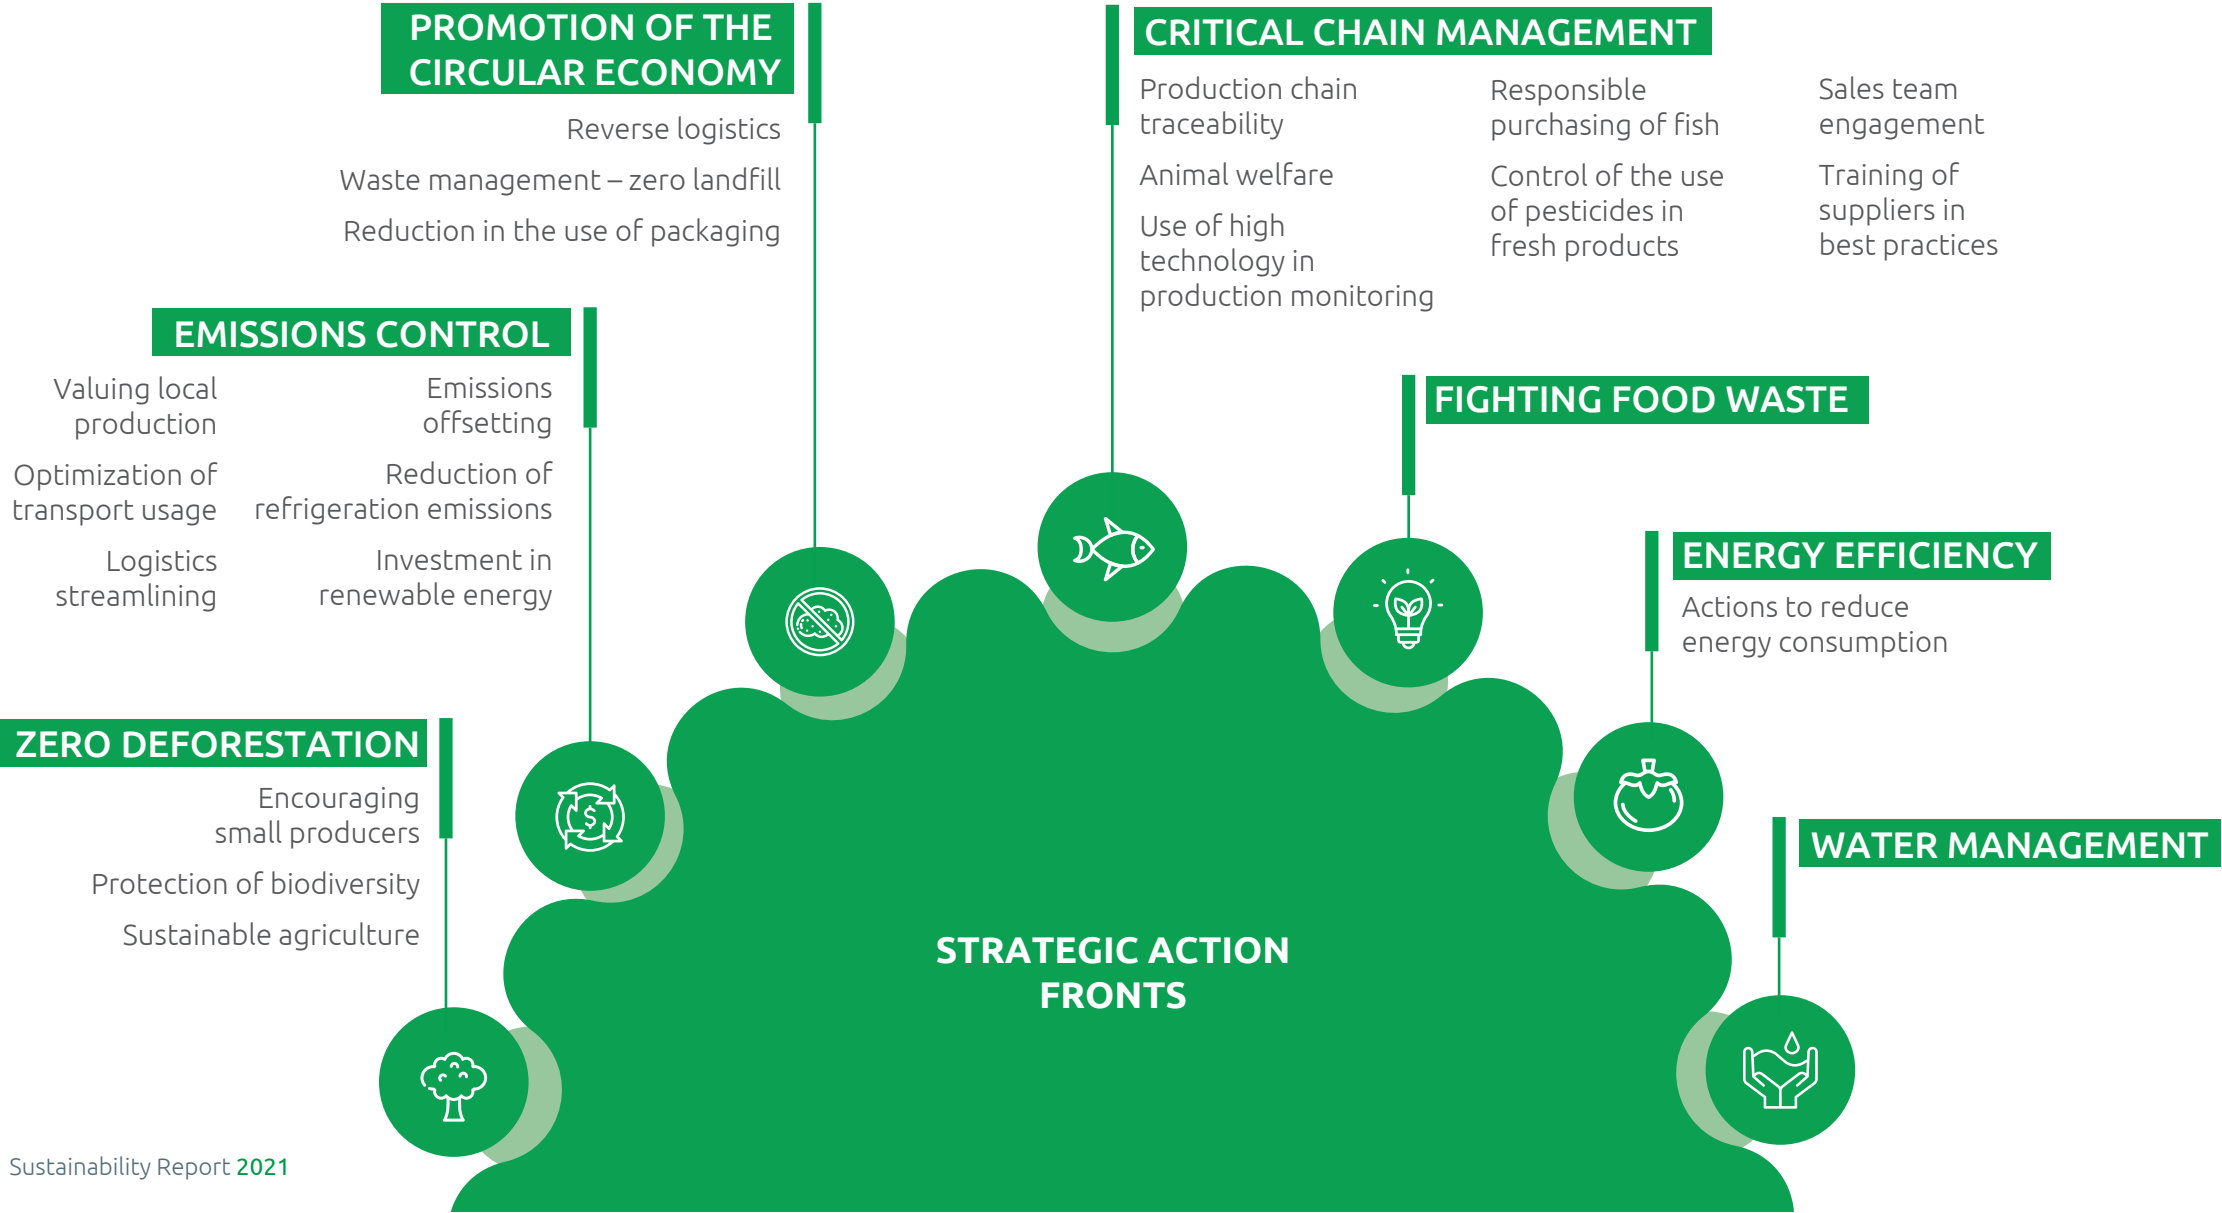 PROMOTION OF THE
CIRCULAR ECONOMY
Reverse logistics
Waste management – zero landfill
Reduction in the use of packaging
CRITICAL CHAIN MANAGEMENT
Production chain
traceability
Animal welfare
Use of high
technology in
production monitoring
Responsible
purchasing of fish
Control of the use
of pesticides in
fresh products
Sales team
engagement
Training of
suppliers in
best practices
EMISSIONS CONTROL
Valuing local
production
Optimization of
transport usage
Logistics
streamlining
Emissions
offsetting
Reduction of
refrigeration emissions
Investment in
renewable energy
FIGHTING FOOD WASTE
ENERGY EFFICIENCY
Actions to reduce
energy consumption
ZERO DEFORESTATION
Encouraging
small producers
Protection of biodiversity
Sustainable agriculture
$
WATER MANAGEMENT
STRATEGIC ACTION
FRONTS
Sustainability Report 2021